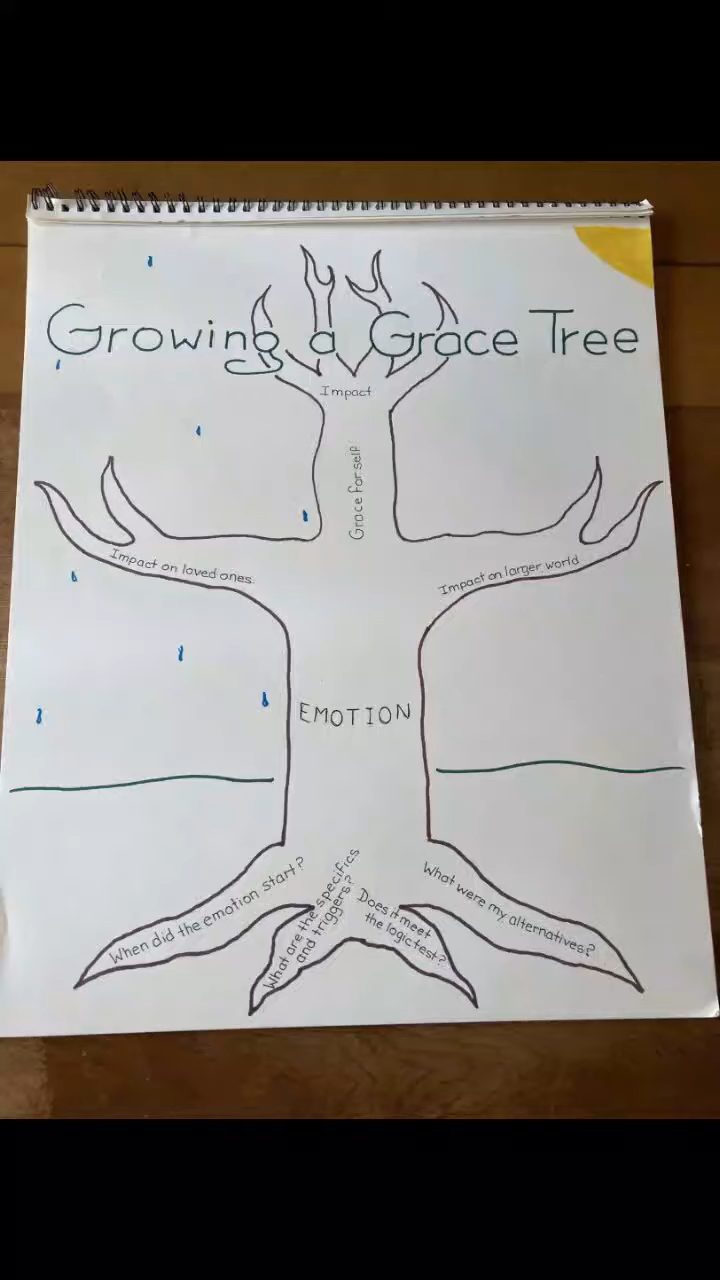 Growing a Grace Tree
Impact
Grace for self
Impact on loved ones
Impact on larger world
EMOTION
When did the emotion start?
What are the specifics
and triggers?
Does it meet
the logic test?
What were my alternatives?